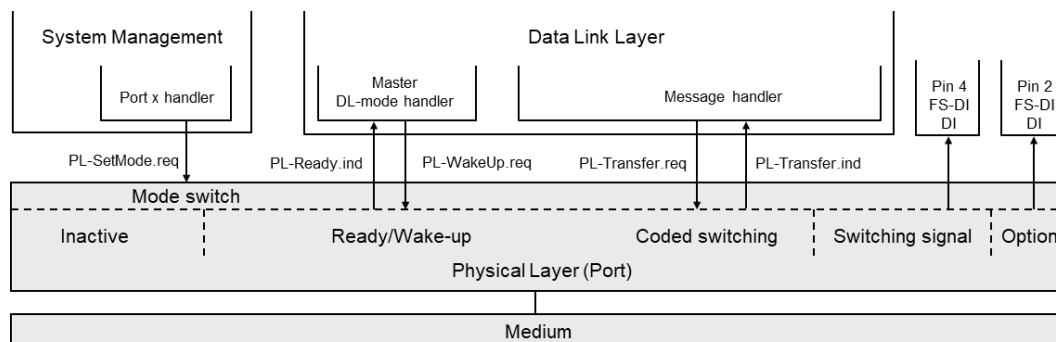 System Management
Data Link Layer
Port x handler
Master
DL-mode handler
Message handler
Pin 4
FS-DI
DI
Pin 2
FS-DI
DI
PL-SetMode.req
PL-Ready.ind
PL-WakeUp.req
PL-Transfer.req
PL-Transfer.ind
Mode switch
Inactive
Ready/Wake-up
Coded switching
Switching signal
Option
Physical Layer (Port)
Medium